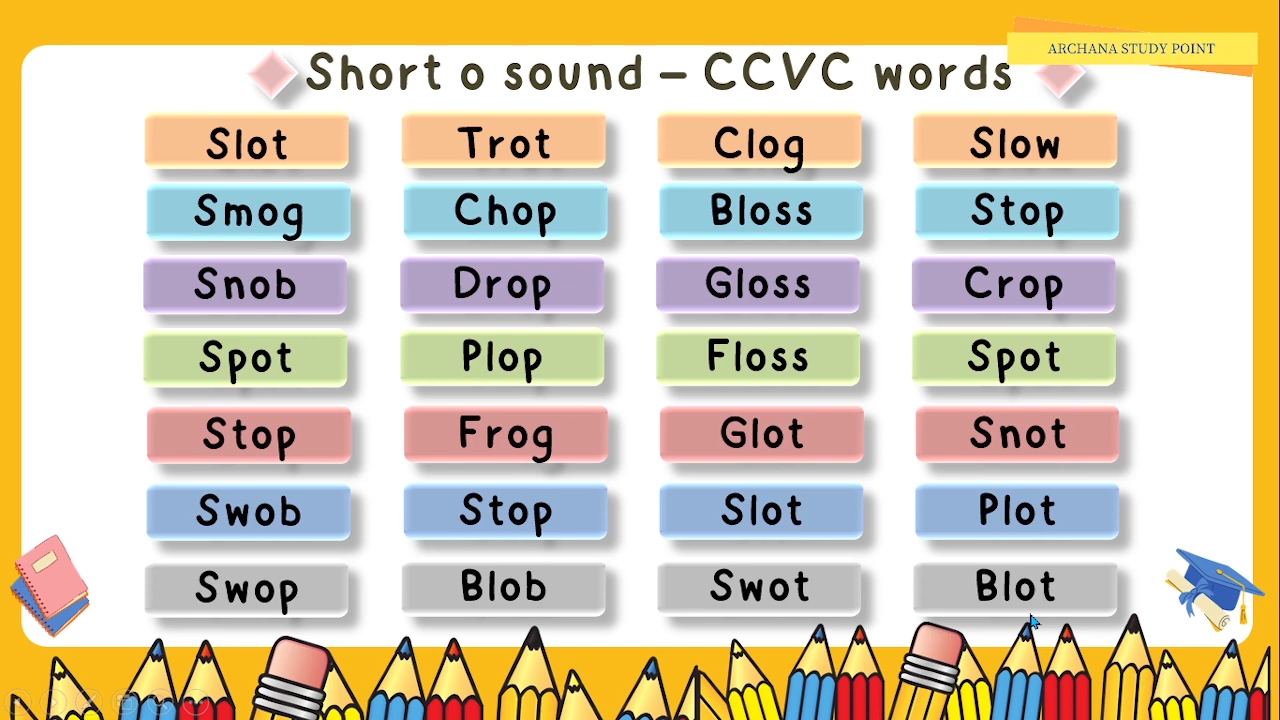 ARCHANA STUDY POINT
Short o sound – CCVC words
Slot Trot Clog Slow
Smog Chop Bloss Stop
Snob Drop Gloss Crop
Spot Plop Floss Spot
Stop Frog Glot Snot
Swob Stop Slot Plot
Swop Blob Swot Blot